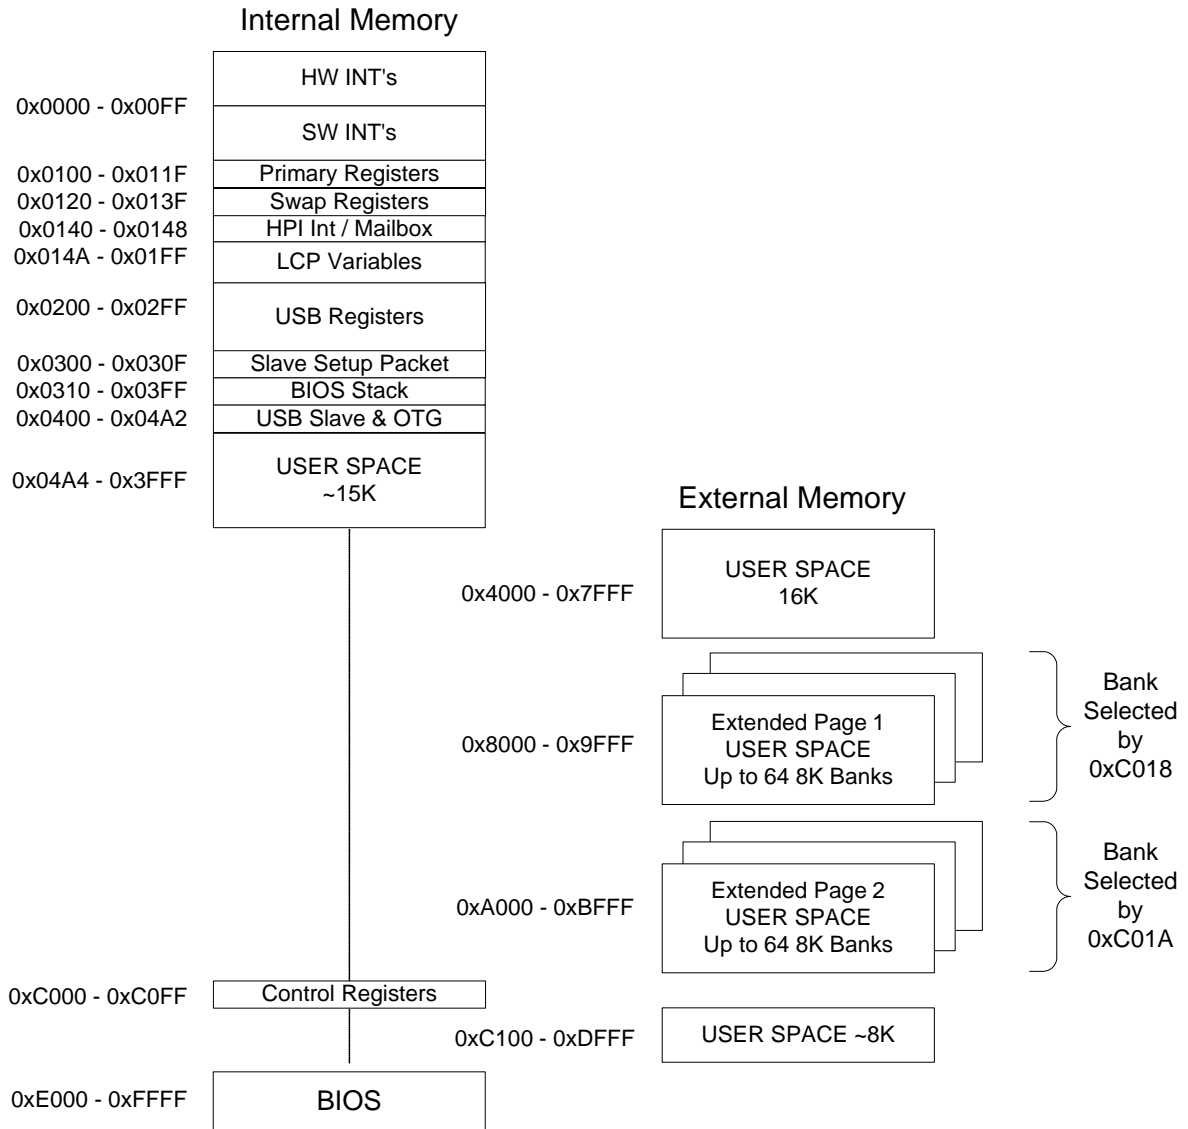 Internal Memory
HW INT's
0x0000 - 0x00FF
SW INT's
0x0100 - 0x011F
Primary Registers
0x0120 - 0x013F
Swap Registers
0x0140 - 0x0148
HPI Int / Mailbox
0x014A - 0x01FF
LCP Variables
0x0200 - 0x02FF
USB Registers
0x0300 - 0x030F
Slave Setup Packet
0x0310 - 0x03FF
BIOS Stack
0x0400 - 0x04A2
USB Slave & OTG
0x04A4 - 0x3FFF
USER SPACE
~15K
External Memory
0x4000 - 0x7FFF
USER SPACE
16K
0x8000 - 0x9FFF
Extended Page 1
USER SPACE
Up to 64 8K Banks
Bank
Selected
by
0xC018
0xA000 - 0xBFFF
Extended Page 2
USER SPACE
Up to 64 8K Banks
Bank
Selected
by
0xC01A
0xC000 - 0xC0FF
Control Registers
0xC100 - 0xDFFF
USER SPACE ~8K
0xE000 - 0xFFFF
BIOS